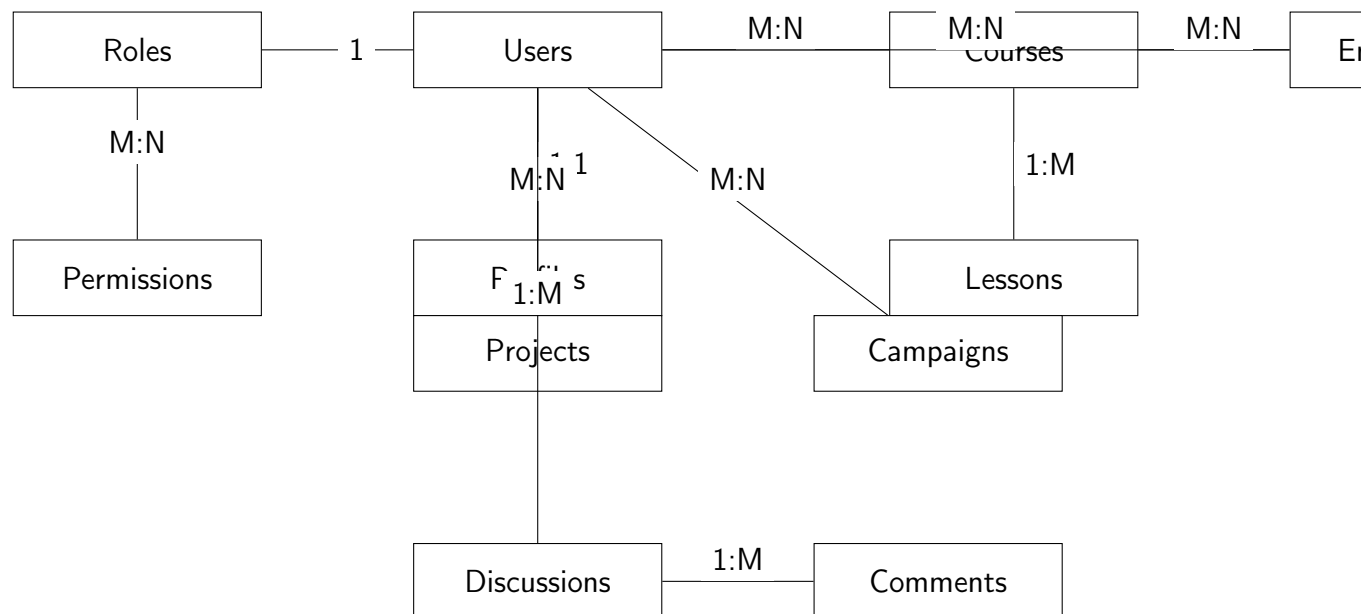 Roles
1
Users
M:N
M:N
Courses
M:N
M:N
1
M:N
M:N
1:M
Permissions
Lessons
1:M
Projects
Campaigns
Discussions
1:M
Comments